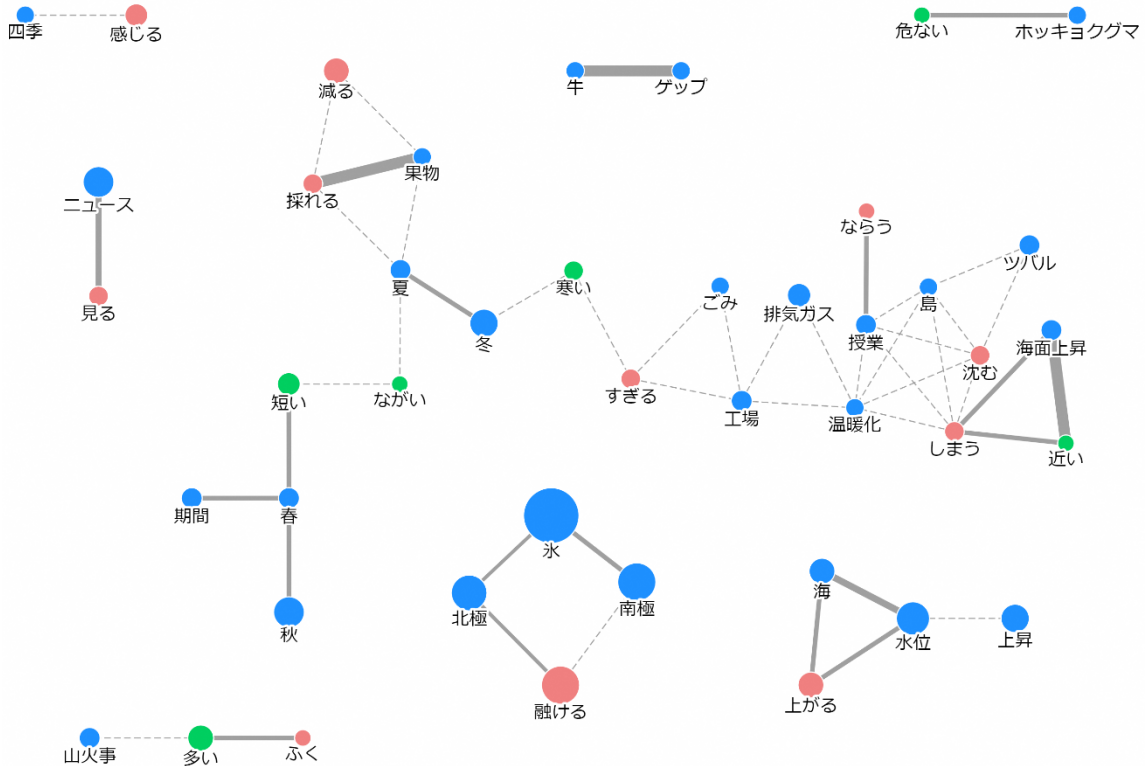 四季
感じる
危ない
ホッキョクグマ
減る
牛
ゲップ
果物
採れる
ニュース
ならう
ツバル
見る
夏
寒い
ごみ
排気ガス
島
冬
授業
海面上昇
沈む
短い
ながい
すぎる
工場
温暖化
しまう
近い
期間
春
氷
秋
北極
南極
海
水位
上昇
融ける
上がる
山火事
多い
ふく